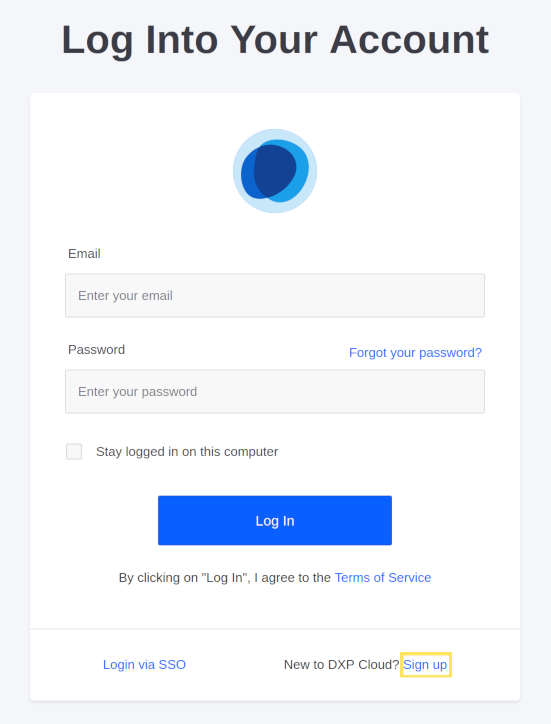 Log Into Your Account
Email
Enter your email
Password
Forgot your password?
Enter your password
Stay logged in on this computer
Log In
By clicking on "Log In", I agree to the Terms of Service
Login via SSO
New to DXP Cloud? Sign up